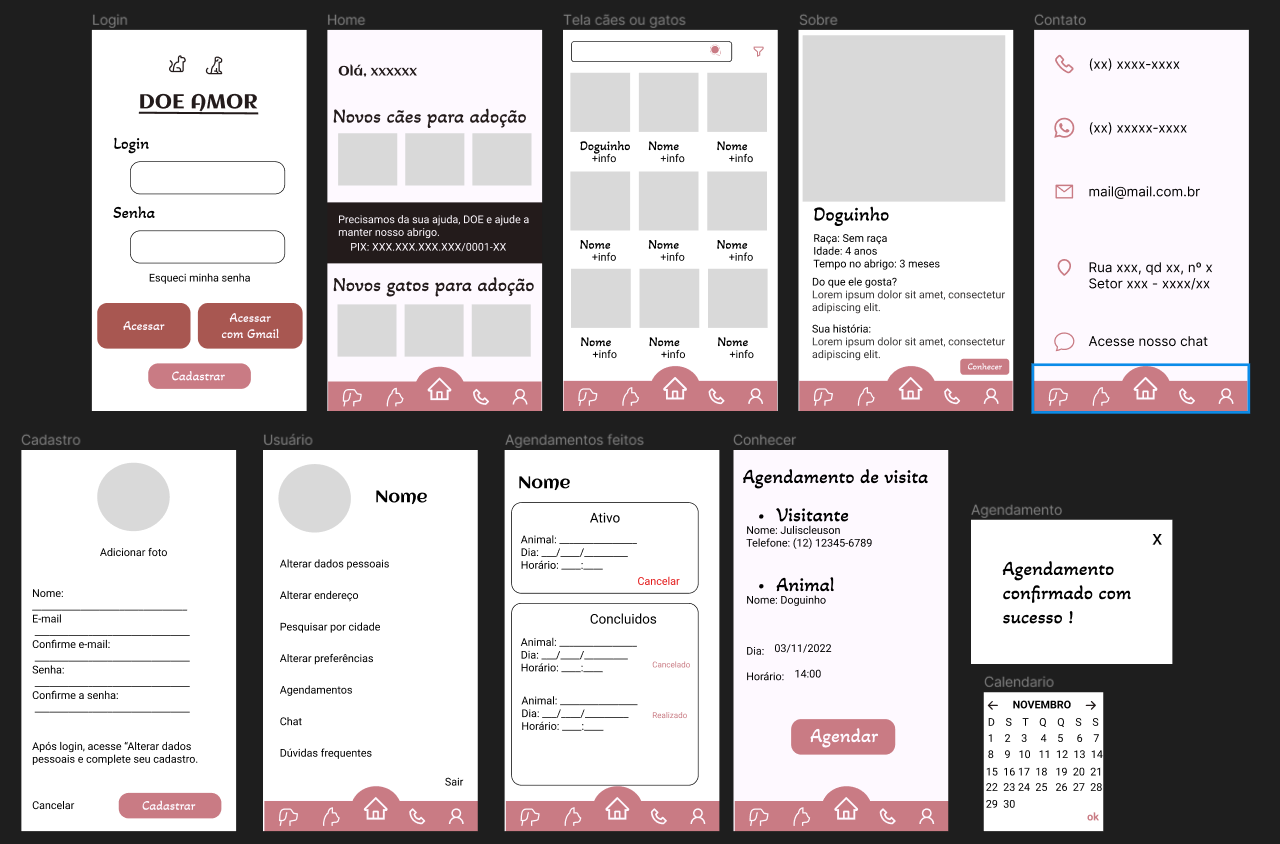 Login
DOE AMOR
Login
Senha
Esqueci minha senha
Acessar
Acessar
com Gmail
Cadastrar
Home
Olá, xxxxxx
Novos cães para adoção
Precisamos da sua ajuda, DOE e ajude a
manter nosso abrigo.
PIX: XXX.XXX.XXX.XXX/0001-XX
Novos gatos para adoção
Tela cães ou gatos
Doguinho Nome Nome
+info +info +info
Nome Nome Nome
+info +info +info
Nome Nome Nome
+info +info +info
Sobre
Doguinho
Raça: Sem raça
Idade: 4 anos
Tempo no abrigo: 3 meses
Do que ele gosta?
Lorem ipsum dolor sit amet, consectetur
adipiscing elit.
Sua história:
Lorem ipsum dolor sit amet, consectetur
adipiscing elit.
Conhecer
Contato
(xx) xxxx-xxxx
(xx) xxxxx-xxxx
mail@mail.com.br
Rua xxx, qd xx, nº x
Setor xxx - xxxx/xx
Acesse nosso chat
Cadastro
Adicionar foto
Nome:
E-mail
Confirme e-mail:
Senha:
Confirme a senha:
Após login, acesse "Alterar dados
pessoais e complete seu cadastro.
Cancelar Cadastrar
Usuário
Nome
Alterar dados pessoais
Alterar endereço
Pesquisar por cidade
Alterar preferências
Agendamentos
Chat
Dúvidas frequentes
Sair
Agendamentos feitos
Nome
Ativo
Animal: ______________
Dia: ___/____/________
Horário: ____:____
Cancelar
Concluidos
Animal: ______________
Dia: ___/____/________
Horário: ____:____
Cancelado
Animal: ______________
Dia: ___/____/________
Horário: ____:____
Realizado
Conhecer
Agendamento de visita
• Visitante
Nome: Juliscleuson
Telefone: (12) 12345-6789
• Animal
Nome: Doguinho
Dia: 03/11/2022
Horário: 14:00
Agendar
Agendamento
X
Agendamento
confirmado com
sucesso !
Calendario
← NOVEMBRO →
D S T Q Q S S
1 2 3 4 5 6 7
8 9 10 11 12 13 14
15 16 17 18 19 20 21
22 23 24 25 26 27 28
29 30
ok